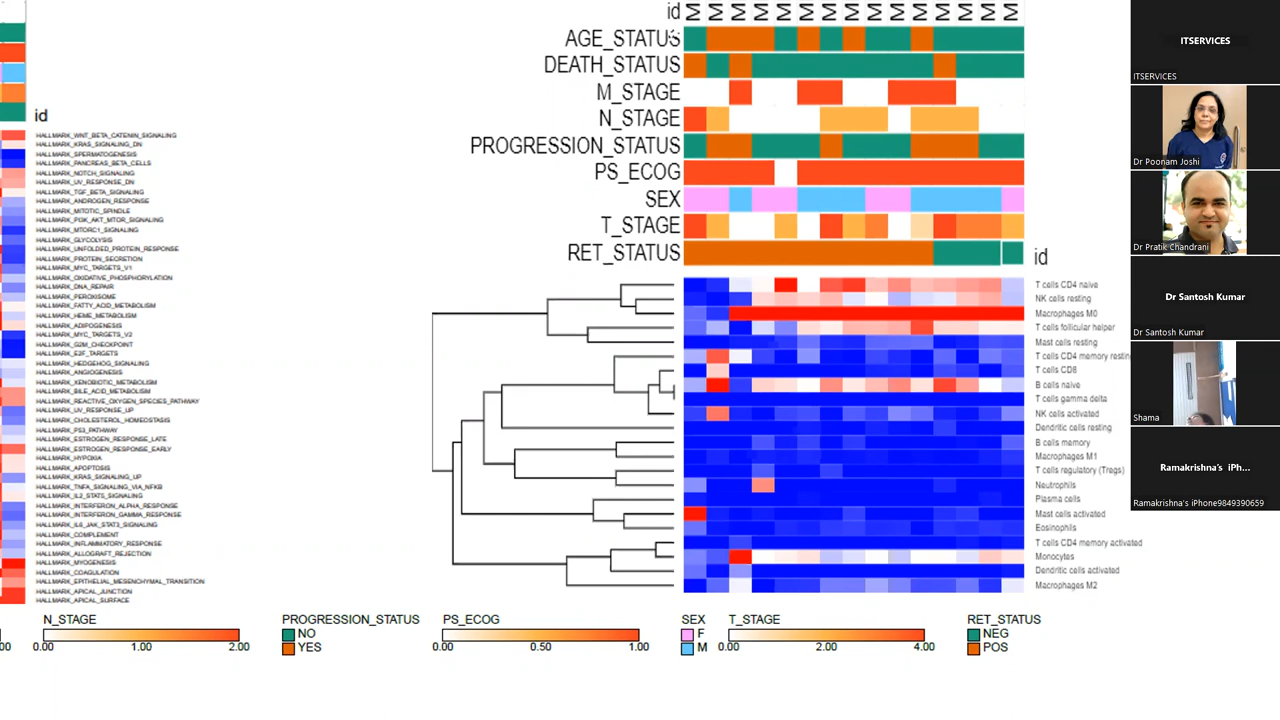 id
HALLMARK_WNT_BETA_CATENIN_SIGNALING
HALLMARK_KRAS_SIGNALING_DN
HALLMARK_SPERMATOGENESIS
HALLMARK_PANCREAS_BETA_CELLS
HALLMARK_NOTCH_SIGNALING
HALLMARK_UV_RESPONSE_DN
HALLMARK_TGF_BETA_SIGNALING
HALLMARK_ANDROGEN_RESPONSE
HALLMARK_MITOTIC_SPINDLE
HALLMARK_PI3K_AKT_MTOR_SIGNALING
HALLMARK_MTORC1_SIGNALING
HALLMARK_GLYCOLYSIS
HALLMARK_UNFOLDED_PROTEIN_RESPONSE
HALLMARK_PROTEIN_SECRETION
HALLMARK_MYC_TARGETS_V1
HALLMARK_OXIDATIVE_PHOSPHORYLATION
HALLMARK_DNA_REPAIR
HALLMARK_PEROXISOME
HALLMARK_FATTY_ACID_METABOLISM
HALLMARK_HEME_METABOLISM
HALLMARK_ADIPOGENESIS
HALLMARK_MYC_TARGETS_V2
HALLMARK_G2M_CHECKPOINT
HALLMARK_E2F_TARGETS
HALLMARK_HEDGEHOG_SIGNALING
HALLMARK_ANGIOGENESIS
HALLMARK_XENOBIOTIC_METABOLISM
HALLMARK_BILE_ACID_METABOLISM
HALLMARK_REACTIVE_OXYGEN_SPECIES_PATHWAY
HALLMARK_UV_RESPONSE_UP
HALLMARK_CHOLESTEROL_HOMEOSTASIS
HALLMARK_P53_PATHWAY
HALLMARK_ESTROGEN_RESPONSE_LATE
HALLMARK_ESTROGEN_RESPONSE_EARLY
HALLMARK_HYPOXIA
HALLMARK_APOPTOSIS
HALLMARK_KRAS_SIGNALING_UP
HALLMARK_TNFA_SIGNALING_VIA_NFKB
HALLMARK_IL2_STAT5_SIGNALING
HALLMARK_INTERFERON_ALPHA_RESPONSE
HALLMARK_INTERFERON_GAMMA_RESPONSE
HALLMARK_IL6_JAK_STAT3_SIGNALING
HALLMARK_COMPLEMENT
HALLMARK_INFLAMMATORY_RESPONSE
HALLMARK_ALLOGRAFT_REJECTION
HALLMARK_MYOGENESIS
HALLMARK_COAGULATION
HALLMARK_EPITHELIAL_MESENCHYMAL_TRANSITION
HALLMARK_APICAL_JUNCTION
HALLMARK_APICAL_SURFACE
id M M M M M M M M M M M M M M M
AGE_STATUS
DEATH_STATUS
M_STAGE
N_STAGE
PROGRESSION_STATUS
PS_ECOG
SEX
T_STAGE
RET_STATUS
id
T cells CD4 naive
NK cells resting
Macrophages M0
T cells follicular helper
Mast cells resting
T cells CD4 memory restin
T cells CD8
B cells naive
T cells gamma delta
NK cells activated
Dendritic cells resting
B cells memory
Macrophages M1
T cells regulatory (Tregs)
Neutrophils
Plasma cells
Mast cells activated
Eosinophils
T cells CD4 memory activated
Monocytes
Dendritic cells activated
Macrophages M2
00
N_STAGE
0.00 1.00 2.00
PROGRESSION_STATUS
NO
YES
PS_ECOG
0.00 0.50 1.00
SEX
F
M
T_STAGE
0.00 2.00 4.00
RET_STATUS
NEG
POS
ITSERVICES
ITSERVICES
Dr Poonam Joshi
Dr Pratik Chandrani
Dr Santosh Kumar
Dr Santosh Kumar
Shama
Ramakrishna's iPh...
Ramakrishna's iPhone9849390659